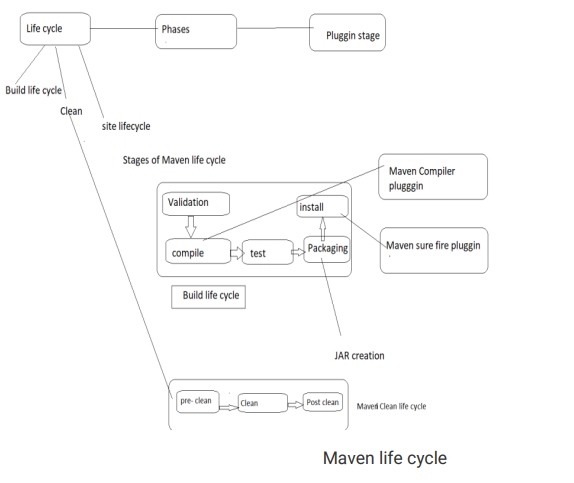 Life cycle
Phases
Pluggin stage
Build life cycle
Clean
site lifecycle
Stages of Maven life cycle
Maven Compiler
plugggin
Validation
install
compile
test
Packaging
Maven sure fire pluggin
Build life cycle
JAR creation
pre- clean
Clean
Post clean
Maven Clean life cycle
Maven life cycle